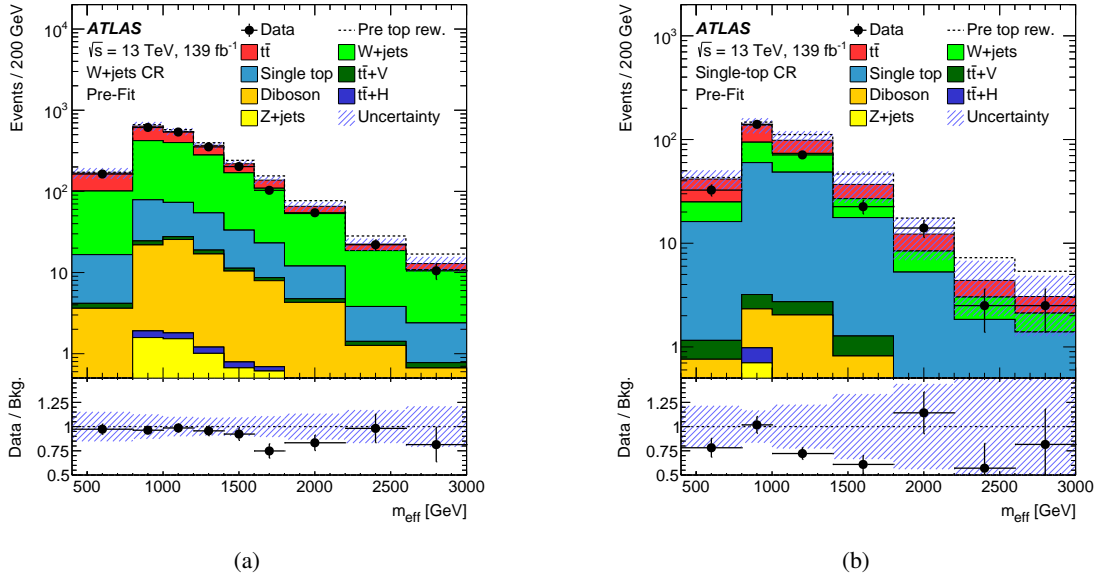 Events / 200 GeV
10⁴
10³
10²
10
1
ATLAS
√s = 13 TeV, 139 fb⁻¹
W+jets CR
Pre-Fit
Data
Pre top rew.
tt̄
W+jets
Single top
tt̄+V
Diboson
tt̄+H
Z+jets
Uncertainty
Data / Bkg.
1.25
1
0.75
0.5
500 1000 1500 2000 2500 3000
m_eff [GeV]
(a)
Events / 200 GeV
10³
10²
10
1
ATLAS
√s = 13 TeV, 139 fb⁻¹
Single-top CR
Pre-Fit
Data
Pre top rew.
tt̄
W+jets
Single top
tt̄+V
Diboson
tt̄+H
Z+jets
Uncertainty
Data / Bkg.
1.25
1
0.75
0.5
500 1000 1500 2000 2500 3000
m_eff [GeV]
(b)